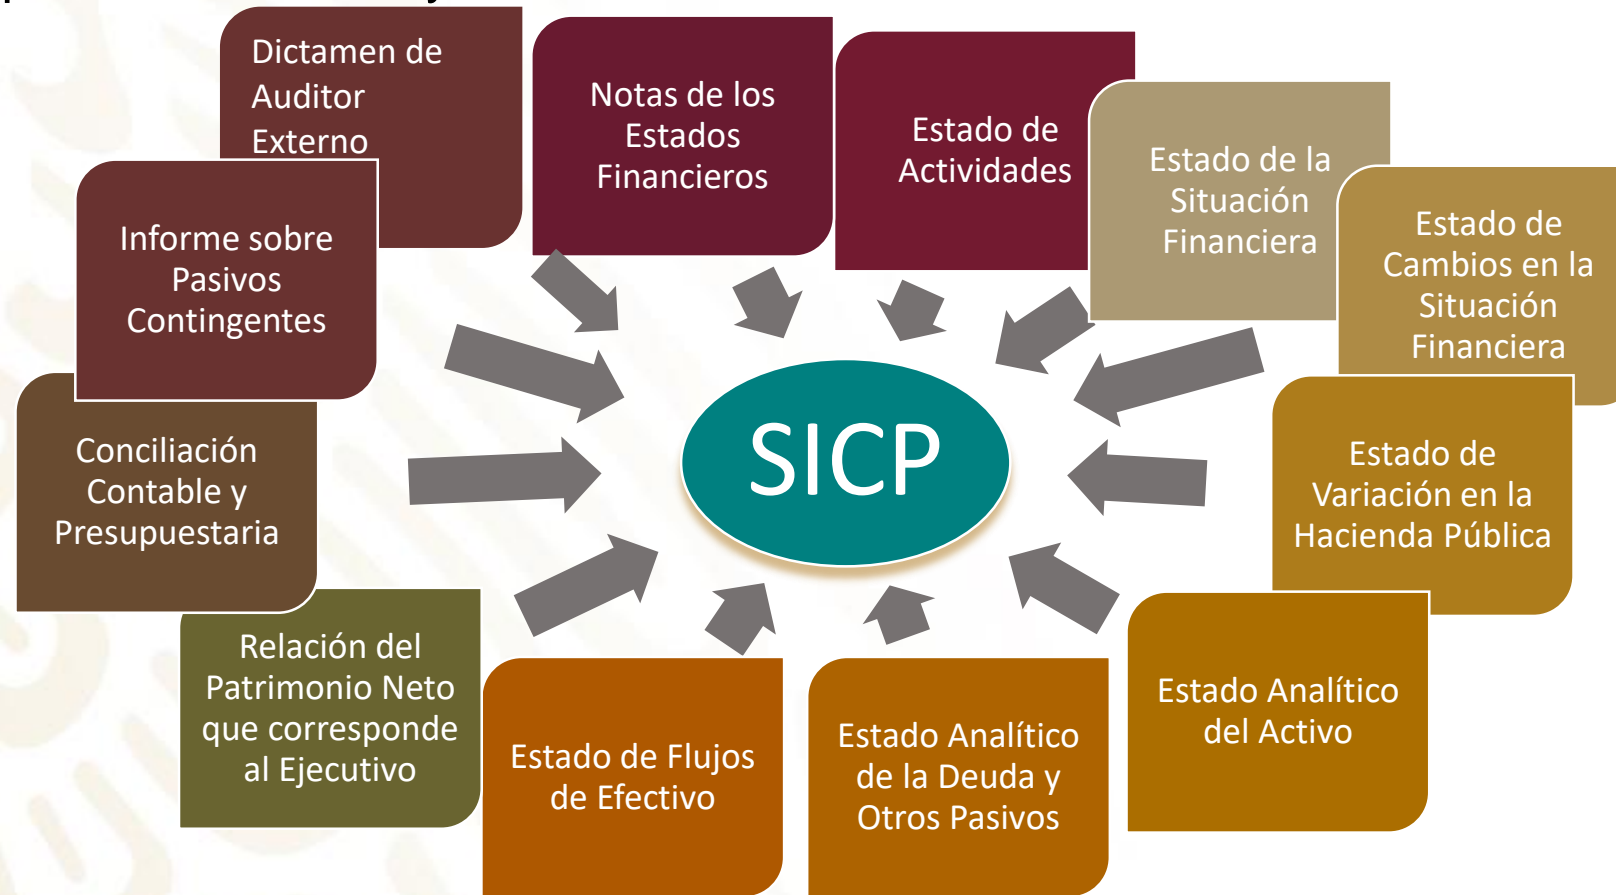 Dictamen de
Auditor
Externo
Notas de los
Estados
Financieros
Estado de
Actividades
Estado de la
Situación
Financiera
Estado de
Cambios en la
Situación
Financiera
Informe sobre
Pasivos
Contingentes
SICP
Conciliación
Contable y
Presupuestaria
Estado de
Variación en la
Hacienda Pública
Relación del
Patrimonio Neto
que corresponde
al Ejecutivo
Estado de Flujos
de Efectivo
Estado Analítico
de la Deuda y
Otros Pasivos
Estado Analítico
del Activo